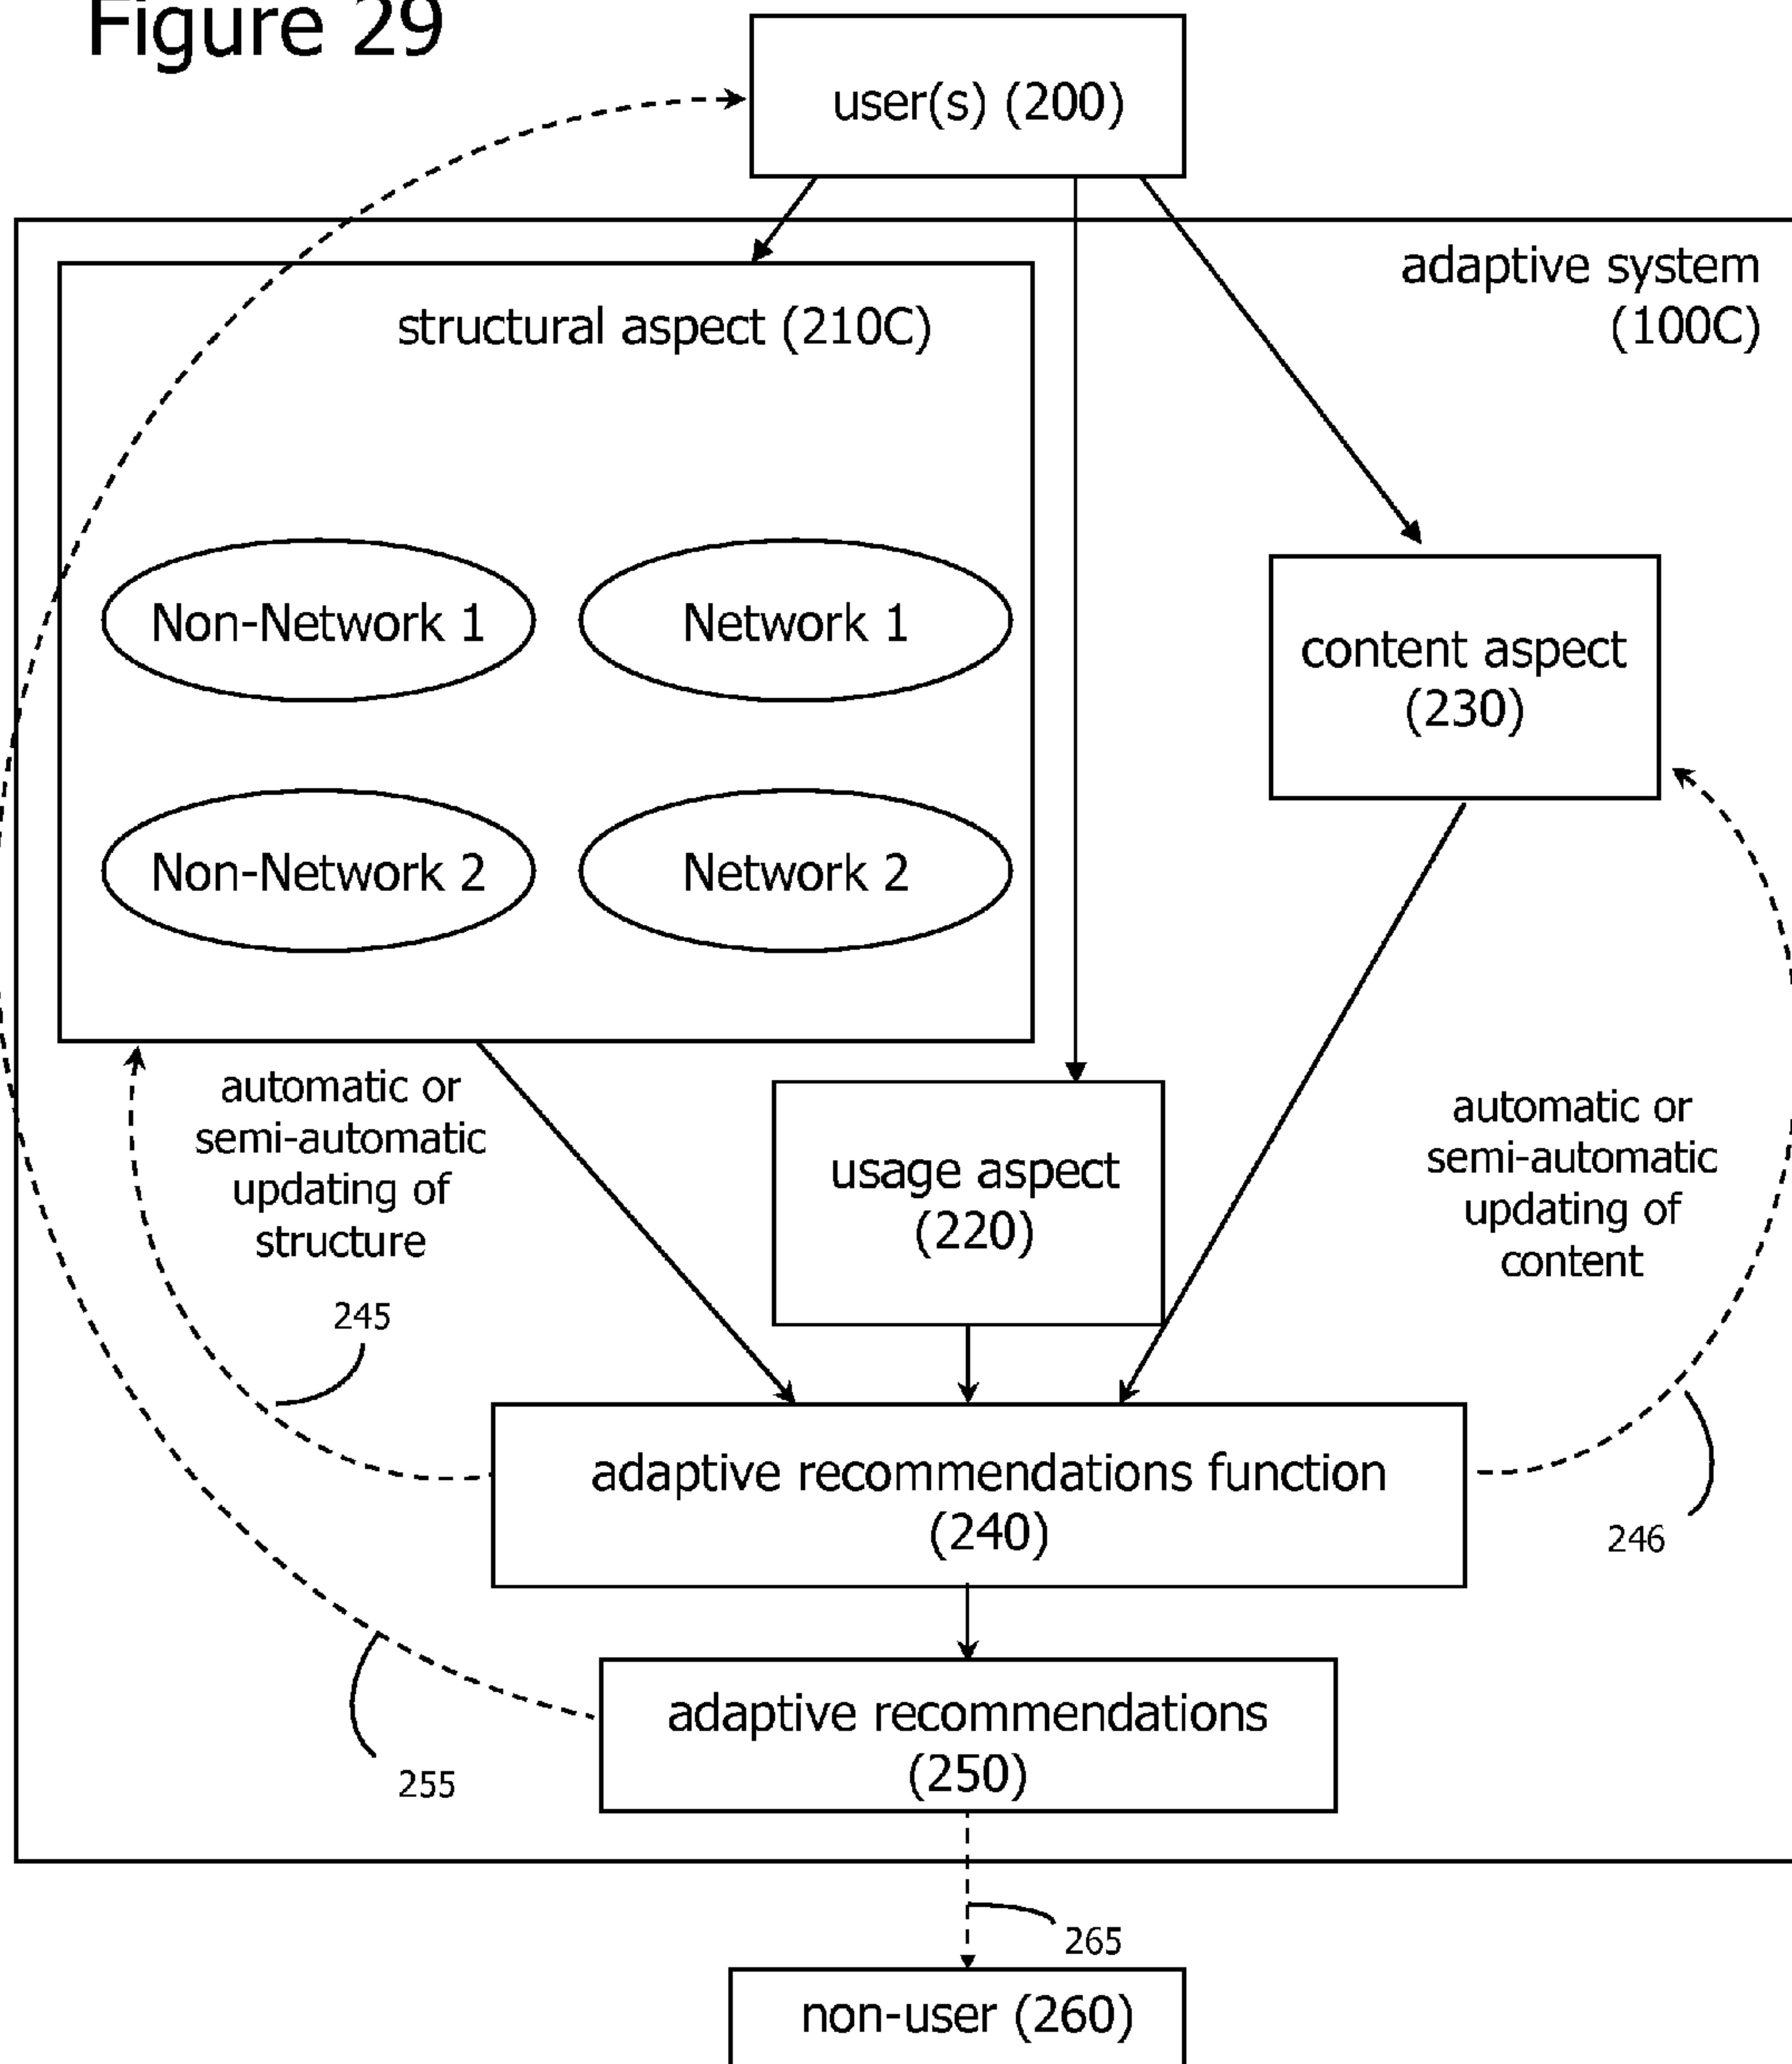 Figure 29
user(s) (200)
adaptive system
(100C)
structural aspect (210C)
Non-Network 1
Network 1
content aspect
(230)
Non-Network 2
Network 2
automatic or
semi-automatic
updating of
structure
automatic or
semi-automatic
updating of
content
usage aspect
(220)
245
adaptive recommendations function
(240)
246
adaptive recommendations
(250)
255
265
non-user (260)